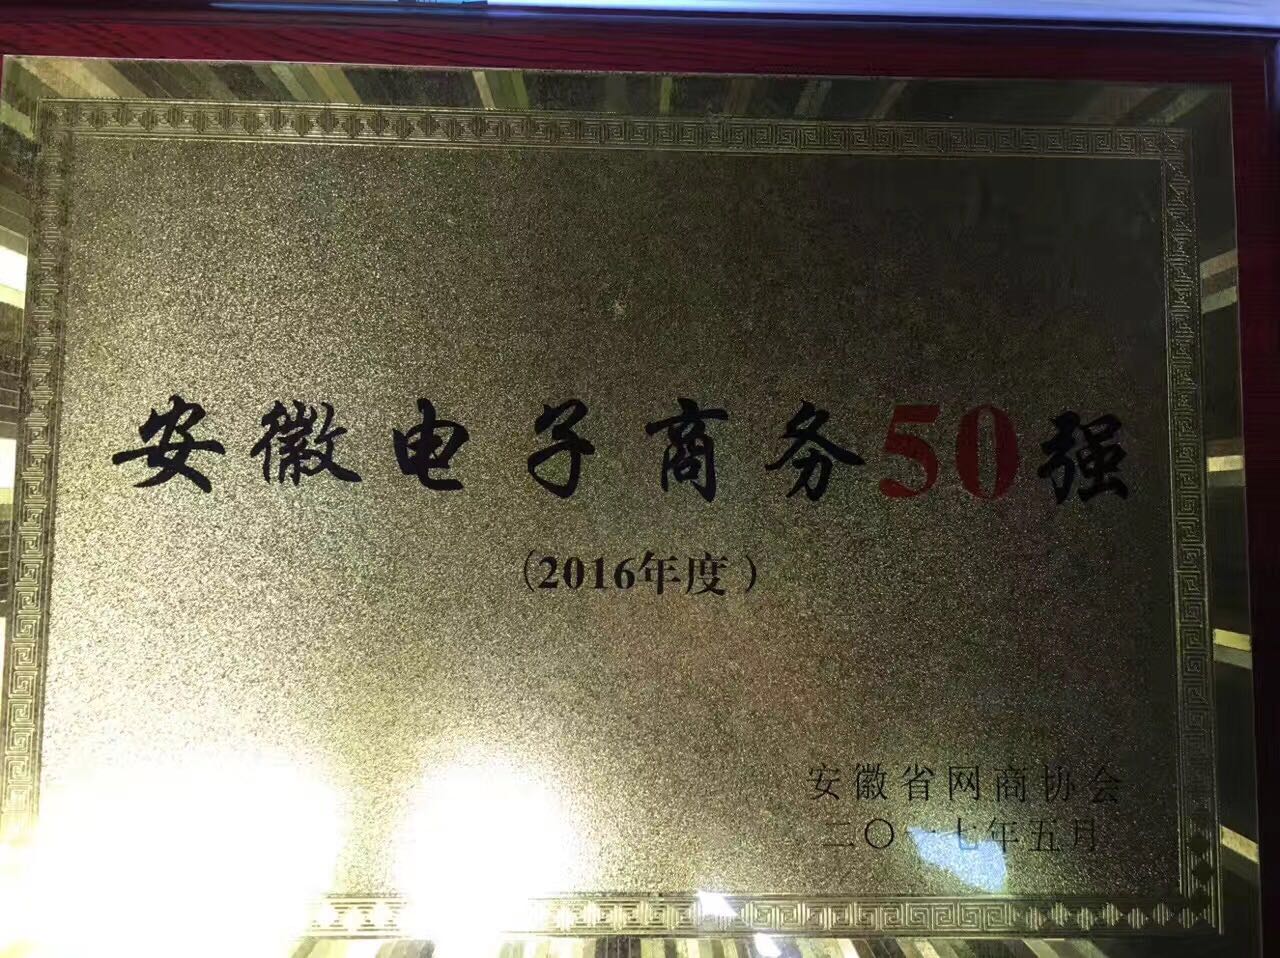 安徽电子商务50强
(2016年度)
安徽省网商协会
二〇一七年五月